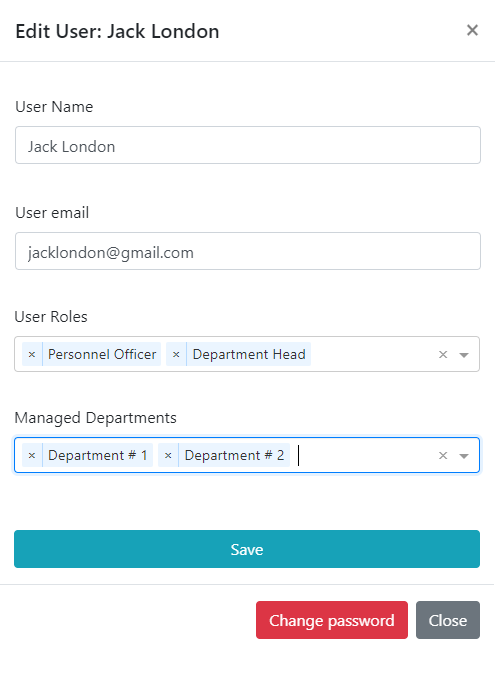 Edit User: Jack London ×
User Name
Jack London
User email
jacklondon@gmail.com
User Roles
× Personnel Officer × Department Head ×
Managed Departments
× Department # 1 × Department # 2 ×
Save
Change password Close